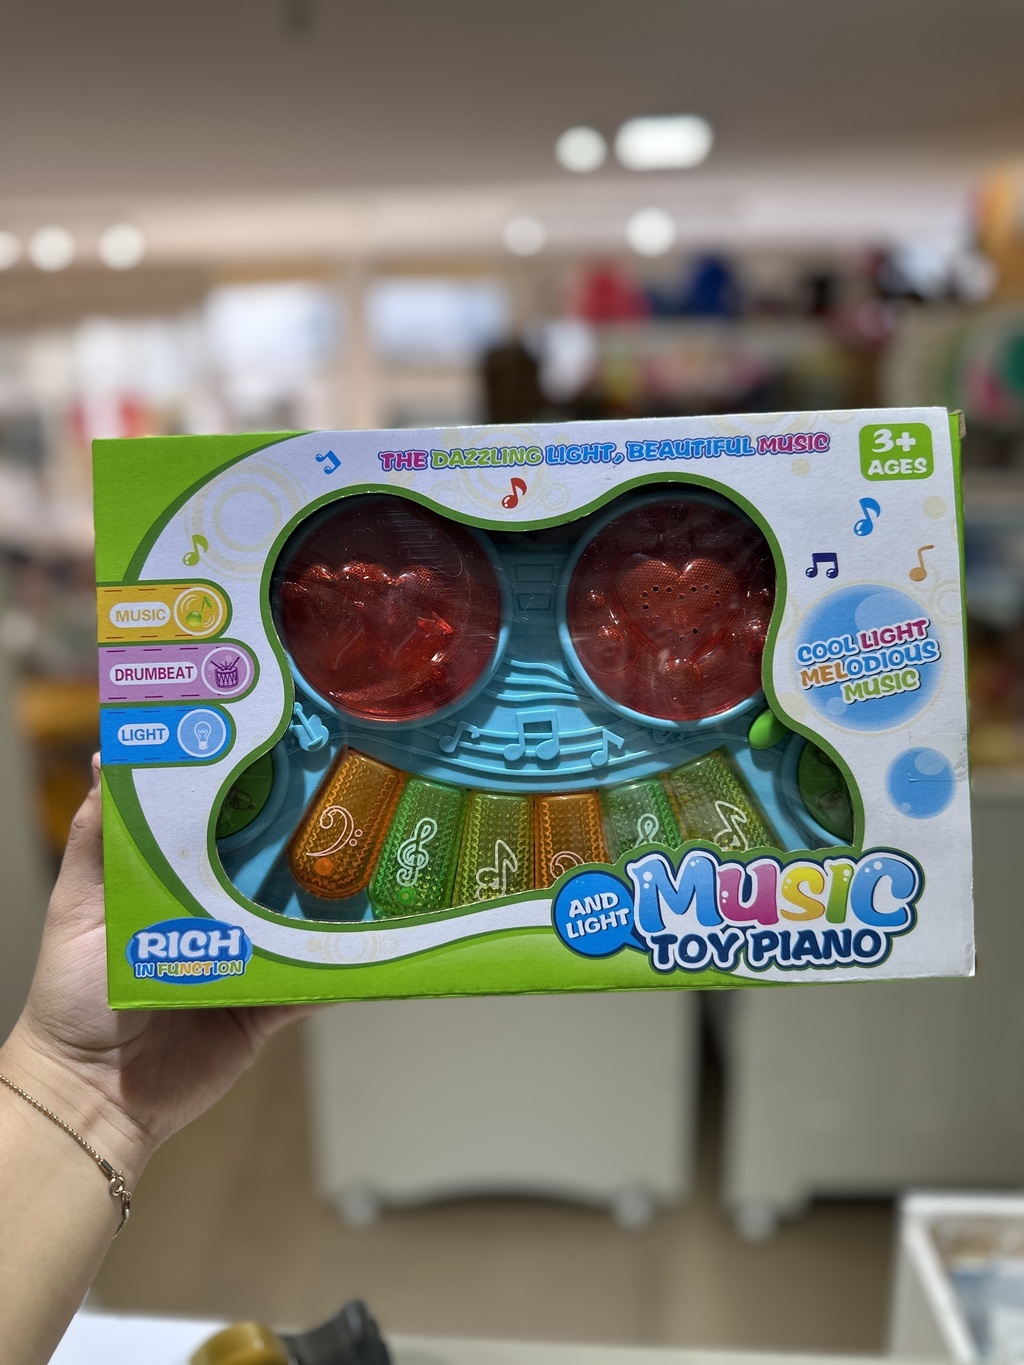 THE DAZZLING LIGHT, BEAUTIFUL MUSIC
3+
AGES
MUSIC
DRUMBEAT
LIGHT
COOL LIGHT
MELODIOUS
MUSIC
AND
LIGHT
MUSIC
TOY PIANO
RICH
IN FUNCTION